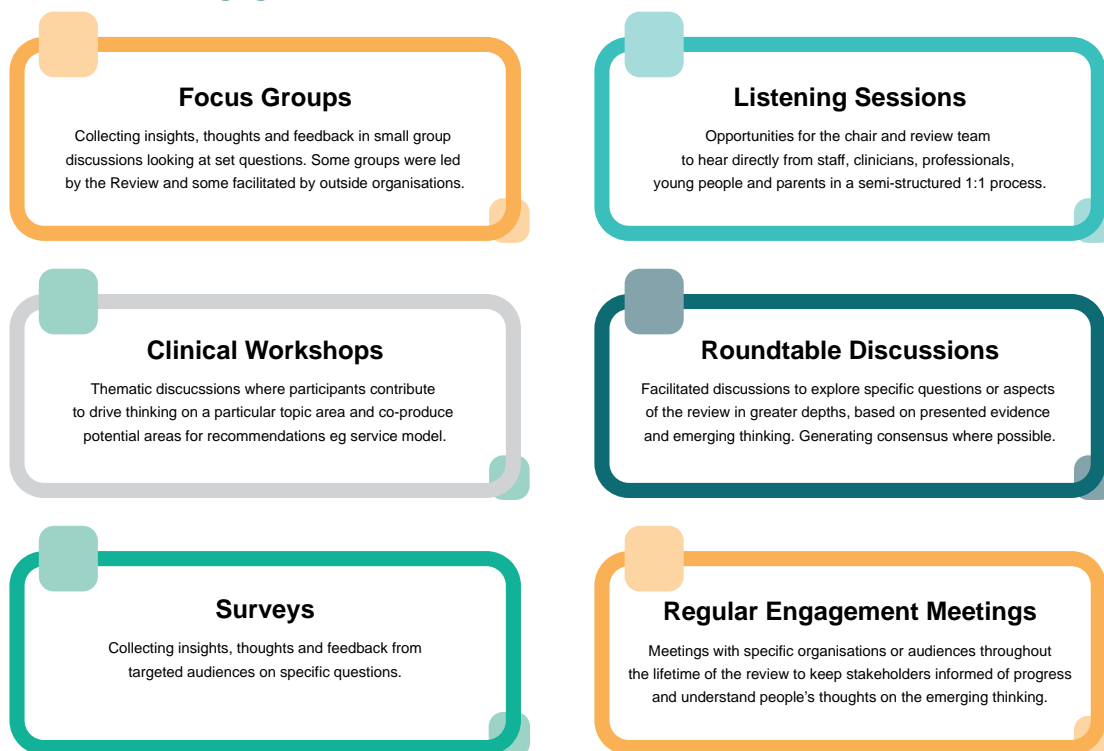 Focus Groups
Collecting insights, thoughts and feedback in small group
discussions looking at set questions. Some groups were led
by the Review and some facilitated by outside organisations.
Listening Sessions
Opportunities for the chair and review team
to hear directly from staff, clinicians, professionals,
young people and parents in a semi-structured 1:1 process.
Clinical Workshops
Thematic discucssions where participants contribute
to drive thinking on a particular topic area and co-produce
potential areas for recommendations eg service model.
Roundtable Discussions
Facilitated discussions to explore specific questions or aspects
of the review in greater depths, based on presented evidence
and emerging thinking. Generating consensus where possible.
Surveys
Collecting insights, thoughts and feedback from
targeted audiences on specific questions.
Regular Engagement Meetings
Meetings with specific organisations or audiences throughout
the lifetime of the review to keep stakeholders informed of progress
and understand people's thoughts on the emerging thinking.